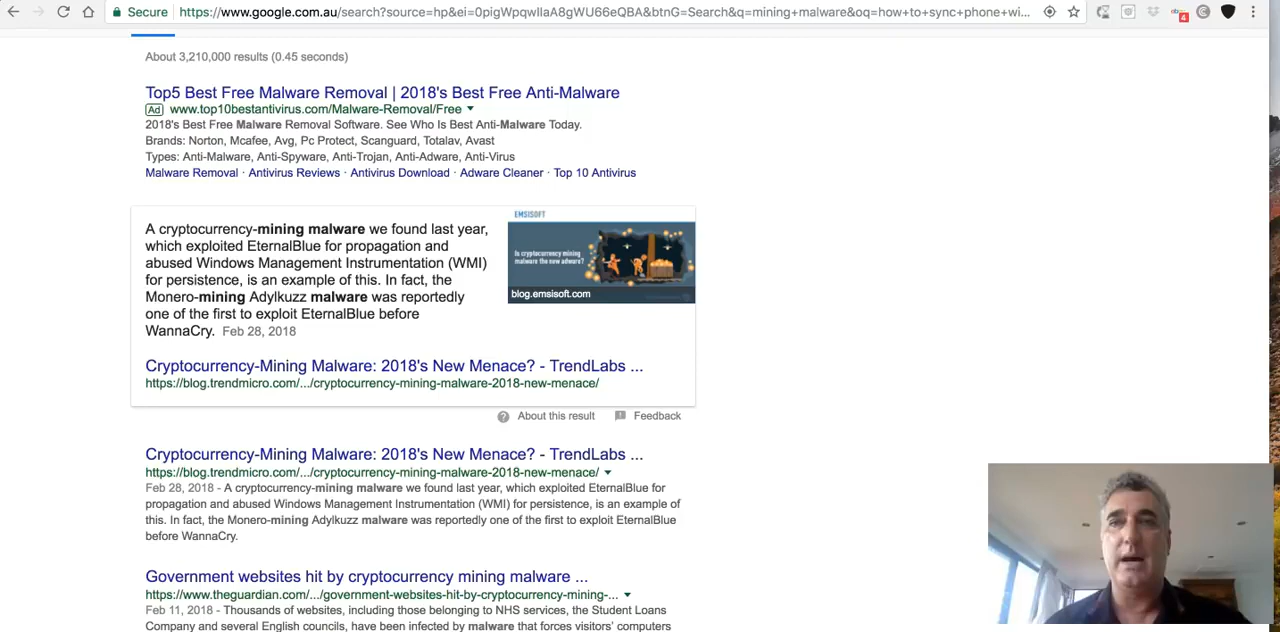 Secure https://www.google.com.au/search?source=hp&ei=0pigWpqwIIaA8gWU66eQBA&btnG=Search&q=mining+malware&oq=how+to+sync+phone+wi...
4
About 3,210,000 results (0.45 seconds)
Top5 Best Free Malware Removal | 2018's Best Free Anti-Malware
Ad www.top10bestantivirus.com/Malware-Removal/Free
2018's Best Free Malware Removal Software. See Who Is Best Anti-Malware Today.
Brands: Norton, Mcafee, Avg, Pc Protect, Scanguard, Totalav, Avast
Types: Anti-Malware, Anti-Spyware, Anti-Trojan, Anti-Adware, Anti-Virus
Malware Removal · Antivirus Reviews · Antivirus Download · Adware Cleaner · Top 10 Antivirus
A cryptocurrency-mining malware we found last year,
which exploited EternalBlue for propagation and
abused Windows Management Instrumentation (WMI)
for persistence, is an example of this. In fact, the
Monero-mining Adylkuzz malware was reportedly
one of the first to exploit EternalBlue before
WannaCry. Feb 28, 2018
EMSISOFT
Is cryptocurrency mining
malware the new adware?
blog.emsisoft.com
Cryptocurrency-Mining Malware: 2018's New Menace? - TrendLabs ...
https://blog.trendmicro.com/.../cryptocurrency-mining-malware-2018-new-menace/
About this result Feedback
Cryptocurrency-Mining Malware: 2018's New Menace? - TrendLabs ...
https://blog.trendmicro.com/.../cryptocurrency-mining-malware-2018-new-menace/
Feb 28, 2018 - A cryptocurrency-mining malware we found last year, which exploited EternalBlue for
propagation and abused Windows Management Instrumentation (WMI) for persistence, is an example of
this. In fact, the Monero-mining Adylkuzz malware was reportedly one of the first to exploit EternalBlue
before WannaCry.
Government websites hit by cryptocurrency mining malware ...
https://www.theguardian.com/.../government-websites-hit-by-cryptocurrency-mining-...
Feb 11, 2018 - Thousands of websites, including those belonging to NHS services, the Student Loans
Company and several English councils, have been infected by malware that forces visitors' computers